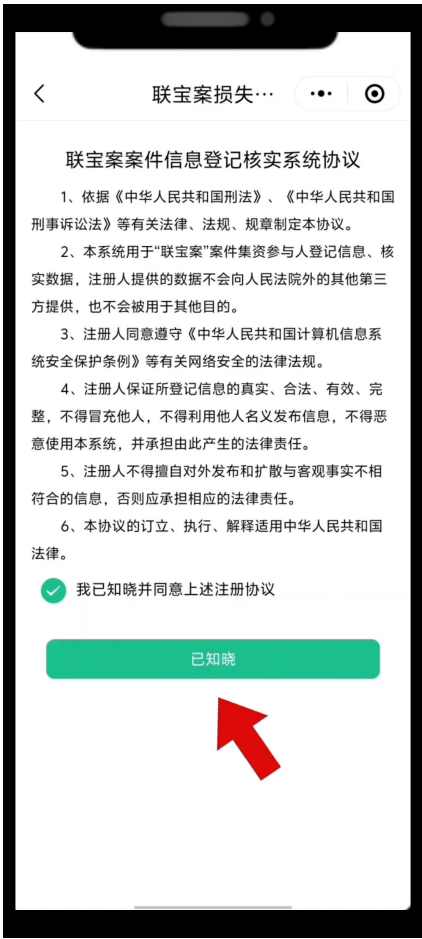 联宝案损失…
联宝案案件信息登记核实系统协议
1、依据《中华人民共和国刑法》、《中华人民共和国
刑事诉讼法》等有关法律、法规、规章制定本协议。
2、本系统用于“联宝案”案件集资参与人登记信息、核
实数据，注册人提供的数据不会向人民法院外的其他第三
方提供，也不会被用于其他目的。
3、注册人同意遵守《中华人民共和国计算机信息系
统安全保护条例》等有关网络安全的法律法规。
4、注册人保证所登记信息的真实、合法、有效、完
整，不得冒充他人，不得利用他人名义发布信息，不得恶
意使用本系统，并承担由此产生的法律责任。
5、注册人不得擅自对外发布和扩散与客观事实不相
符合的信息，否则应承担相应的法律责任。
6、本协议的订立、执行、解释适用中华人民共和国
法律。
我已知晓并同意上述注册协议
已知晓